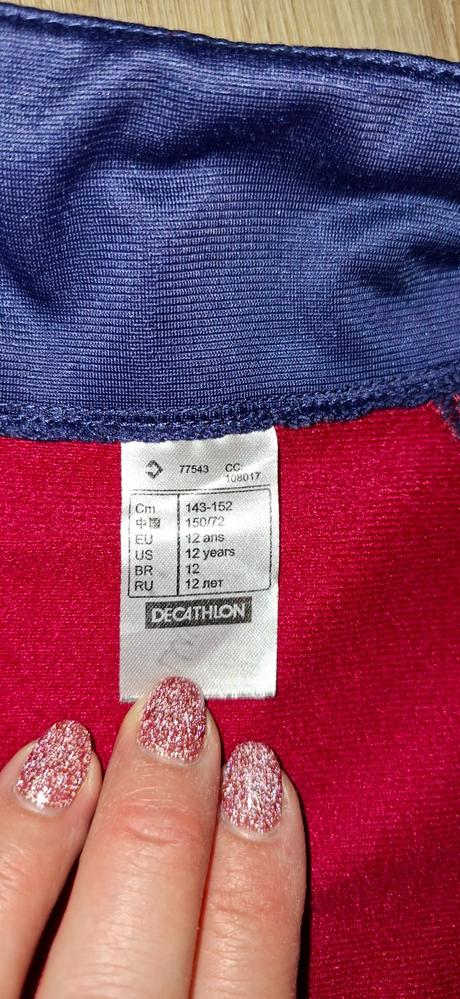 77543 CC:
108017
Cm 143-152
中国 150/72
EU 12 ans
US 12 years
BR 12
RU 12 лет
DECATHLON